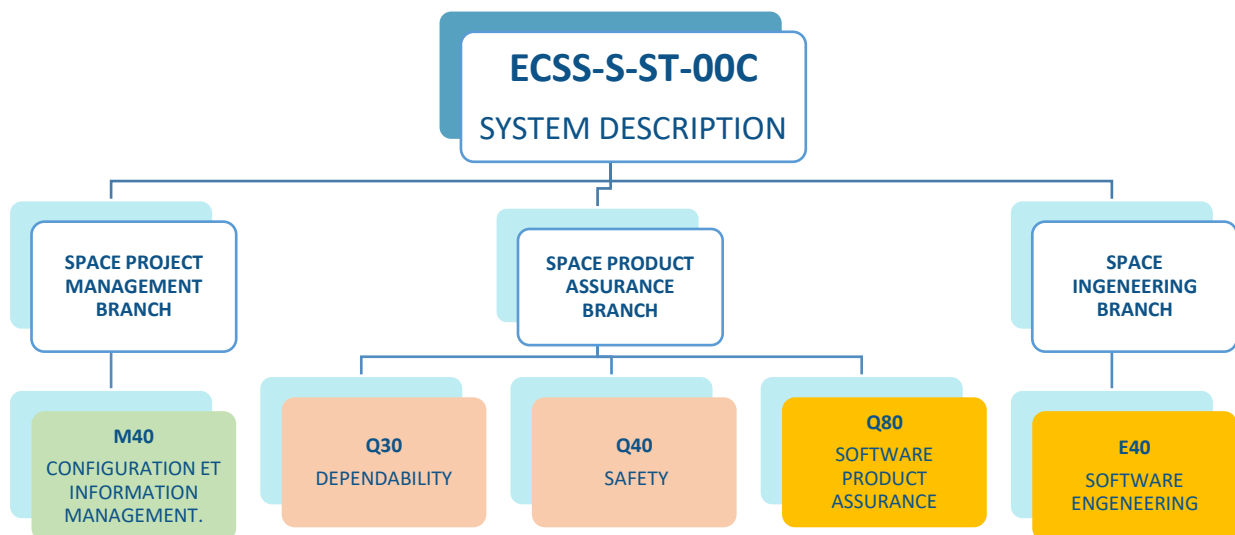 ECSS-S-ST-00C
SYSTEM DESCRIPTION
SPACE PROJECT
MANAGEMENT
BRANCH
SPACE PRODUCT
ASSURANCE
BRANCH
SPACE
INGENEERING
BRANCH
M40
CONFIGURATION ET
INFORMATION
MANAGEMENT.
Q30
DEPENDABILITY
Q40
SAFETY
Q80
SOFTWARE
PRODUCT
ASSURANCE
E40
SOFTWARE
ENGENEERING